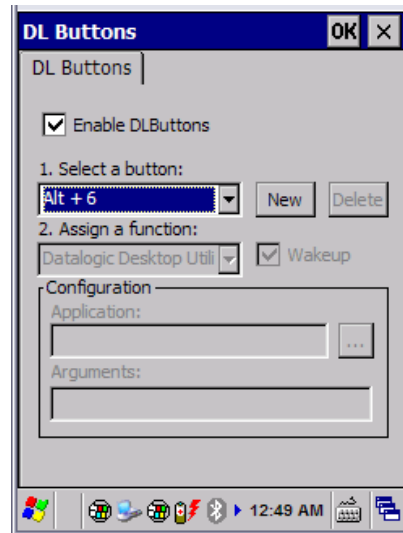 DL Buttons OK ×
DL Buttons
Enable DLButtons
1. Select a button:
Alt + 6 New Delete
2. Assign a function:
Datalogic Desktop Utili Wakeup
Configuration
Application:
...
Arguments:
12:49 AM